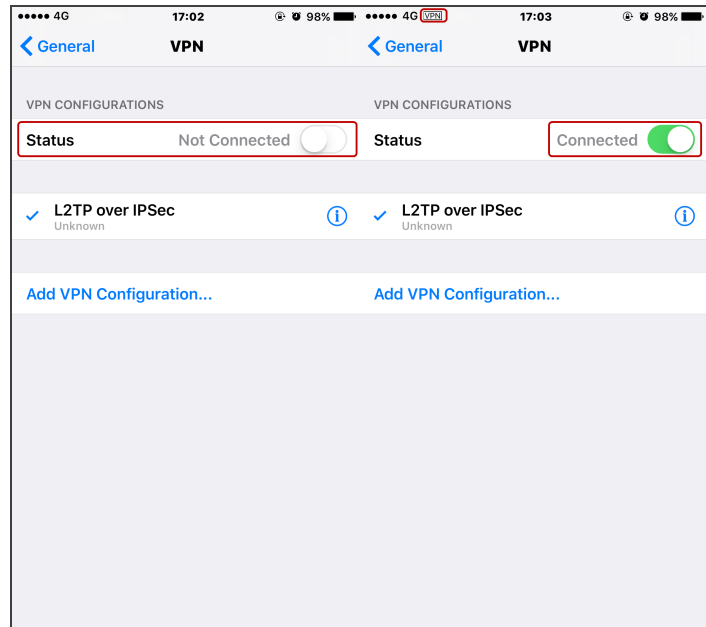 4G 17:02 98%
General VPN
VPN CONFIGURATIONS
Status Not Connected
L2TP over IPSec
Unknown
Add VPN Configuration...
4G VPN 17:03 98%
General VPN
VPN CONFIGURATIONS
Status Connected
L2TP over IPSec
Unknown
Add VPN Configuration...